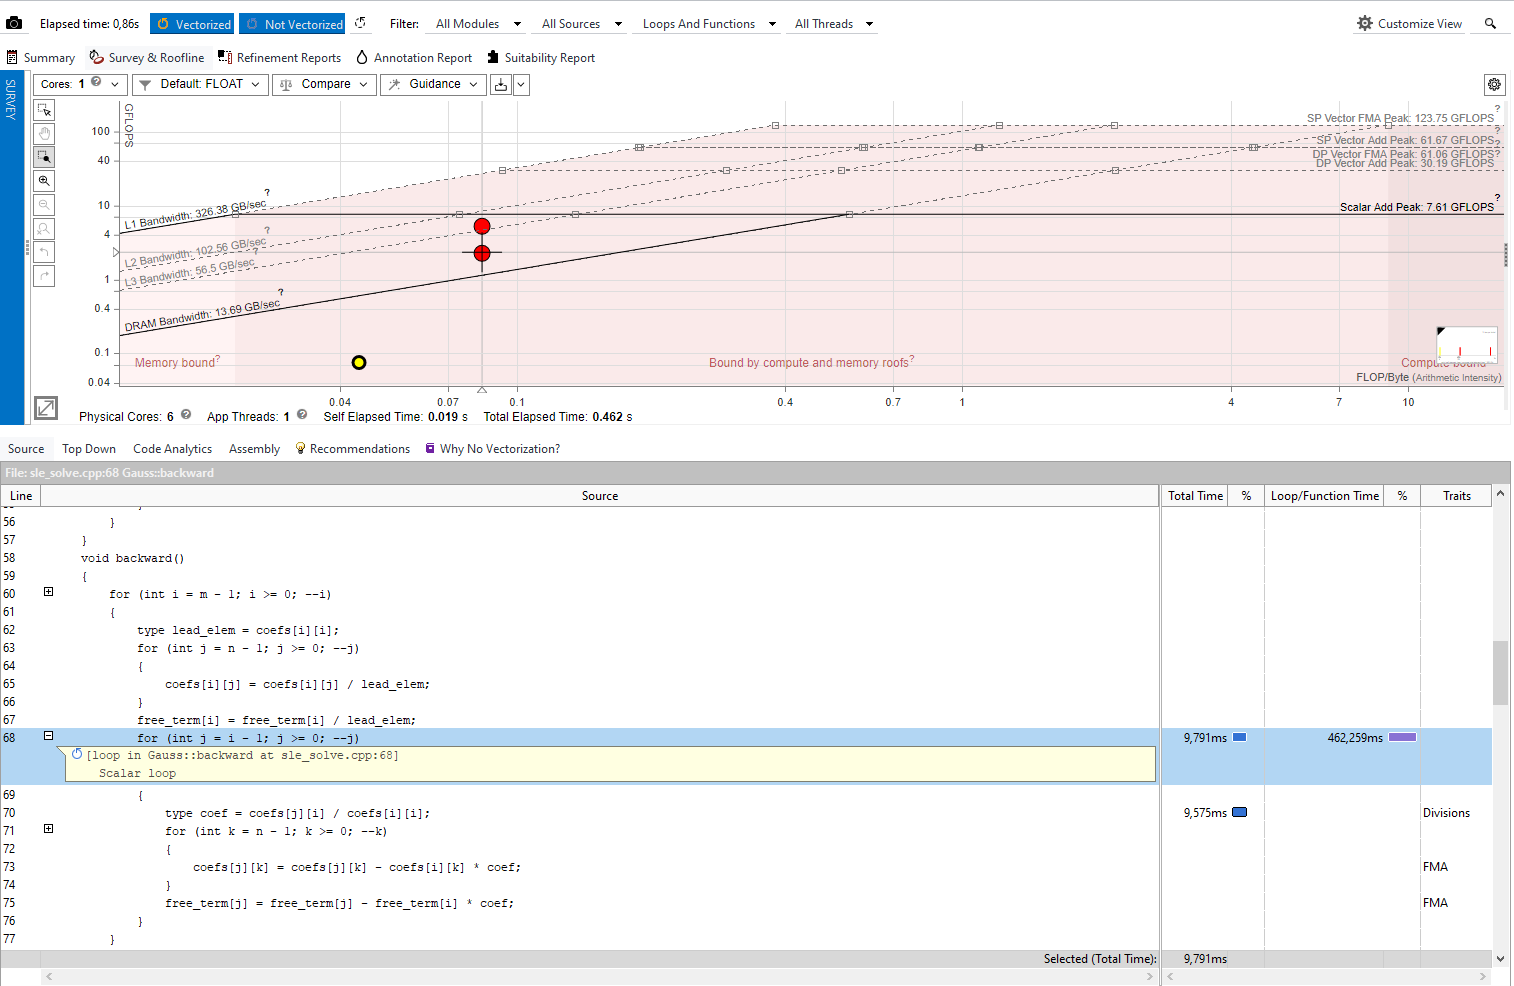 Elapsed time: 0,86s Vectorized Not Vectorized Filter: All Modules All Sources Loops And Functions All Threads Customize View
Summary Survey & Roofline Refinement Reports Annotation Report Suitability Report
SURVEY
Cores: 1 Default: FLOAT Compare Guidance
GFLOPS
SP Vector FMA Peak: 123.75 GFLOPS ?
100
SP Vector Add Peak: 61.67 GFLOPS ?
DP Vector FMA Peak: 61.06 GFLOPS ?
40
DP Vector Add Peak: 30.19 GFLOPS
L1 Bandwidth: 326.38 GB/sec ?
10
Scalar Add Peak: 7.61 GFLOPS ?
4
L2 Bandwidth: 102.56 GB/sec ?
L3 Bandwidth: 56.5 GB/sec ?
1
0.4
DRAM Bandwidth: 13.69 GB/sec ?
0.1
Memory bound? Bound by compute and memory roofs? Compute bound?
0.04
FLOP/Byte (Arithmetic Intensity)
0.04 0.07 0.1 0.4 0.7 1 4 7 10
Physical Cores: 6 App Threads: 1 Self Elapsed Time: 0.019 s Total Elapsed Time: 0.462 s
Source Top Down Code Analytics Assembly Recommendations Why No Vectorization?
File: sle_solve.cpp:68 Gauss::backward
Line Source Total Time % Loop/Function Time % Traits
56 }
57 }
58 void backward()
59 {
60 for (int i = m - 1; i >= 0; --i)
61 {
62 type lead_elem = coefs[i][i];
63 for (int j = n - 1; j >= 0; --j)
64 {
65 coefs[i][j] = coefs[i][j] / lead_elem;
66 }
67 free_term[i] = free_term[i] / lead_elem;
68 for (int j = i - 1; j >= 0; --j) 9,791ms 462,259ms
[loop in Gauss::backward at sle_solve.cpp:68]
Scalar loop
69 {
70 type coef = coefs[j][i] / coefs[i][i]; 9,575ms Divisions
71 for (int k = n - 1; k >= 0; --k)
72 {
73 coefs[j][k] = coefs[j][k] - coefs[i][k] * coef; FMA
74 }
75 free_term[j] = free_term[j] - free_term[i] * coef; FMA
76 }
77 }
Selected (Total Time): 9,791ms